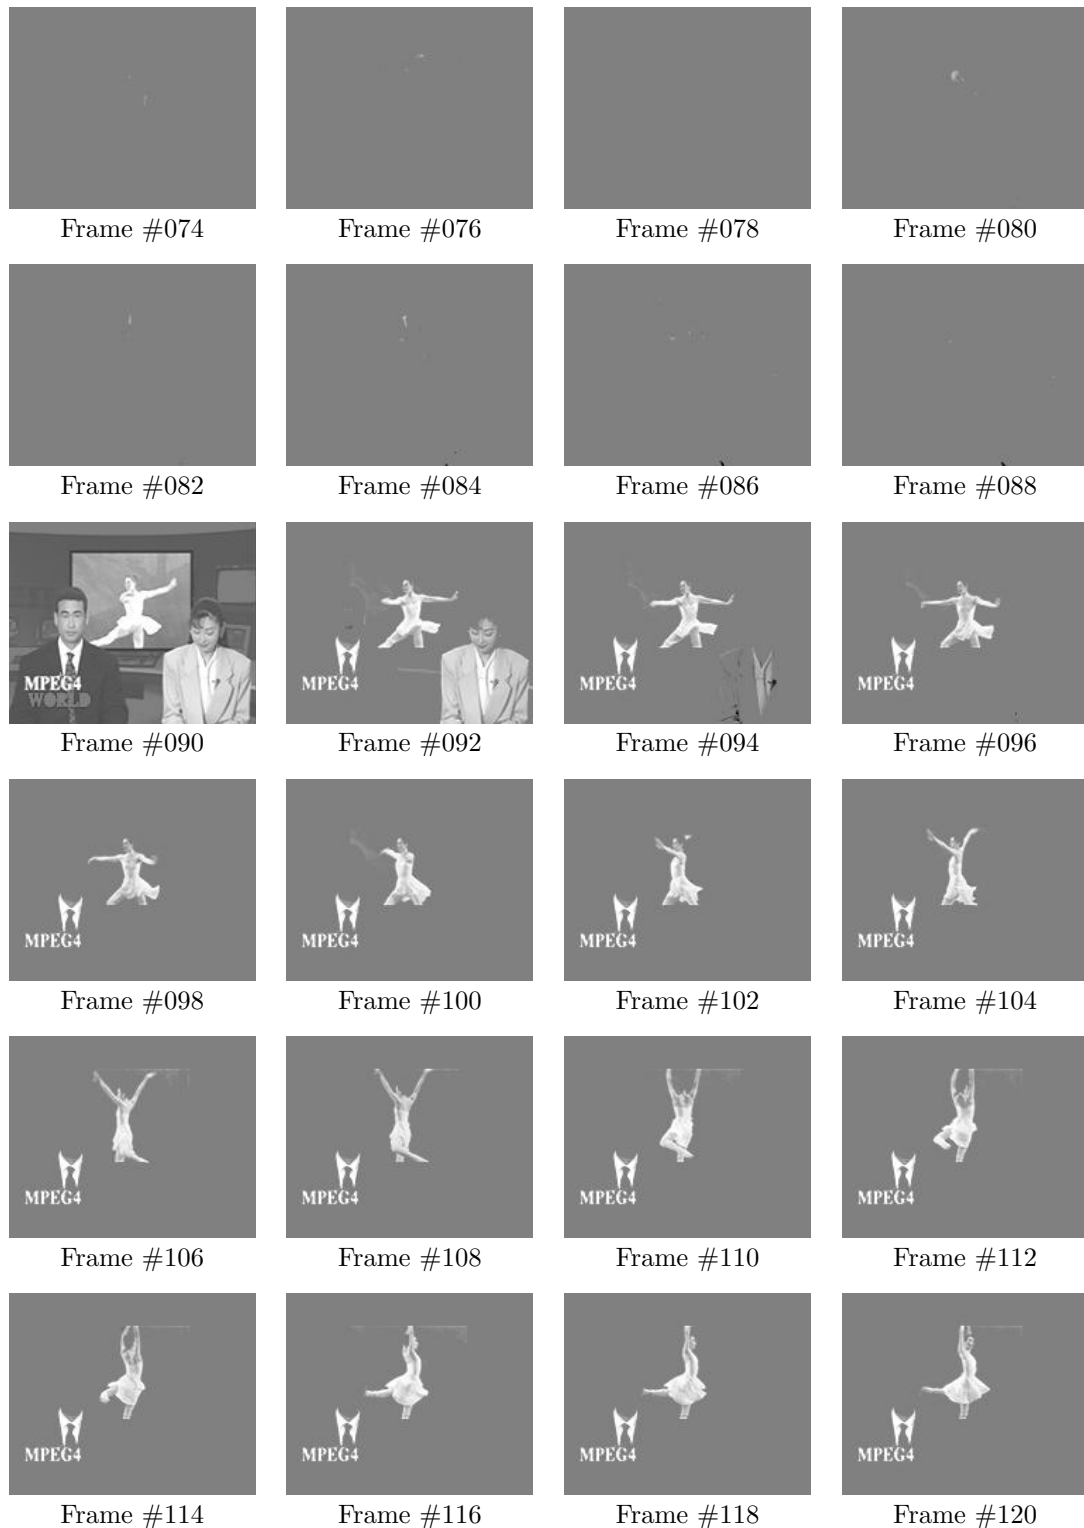 Frame #074 Frame #076 Frame #078 Frame #080
Frame #082 Frame #084 Frame #086 Frame #088
MPEG4 MPEG4 MPEG4 MPEG4
WORLD
Frame #090 Frame #092 Frame #094 Frame #096
MPEG4 MPEG4 MPEG4 MPEG4
Frame #098 Frame #100 Frame #102 Frame #104
MPEG4 MPEG4 MPEG4 MPEG4
Frame #106 Frame #108 Frame #110 Frame #112
MPEG4 MPEG4 MPEG4 MPEG4
Frame #114 Frame #116 Frame #118 Frame #120